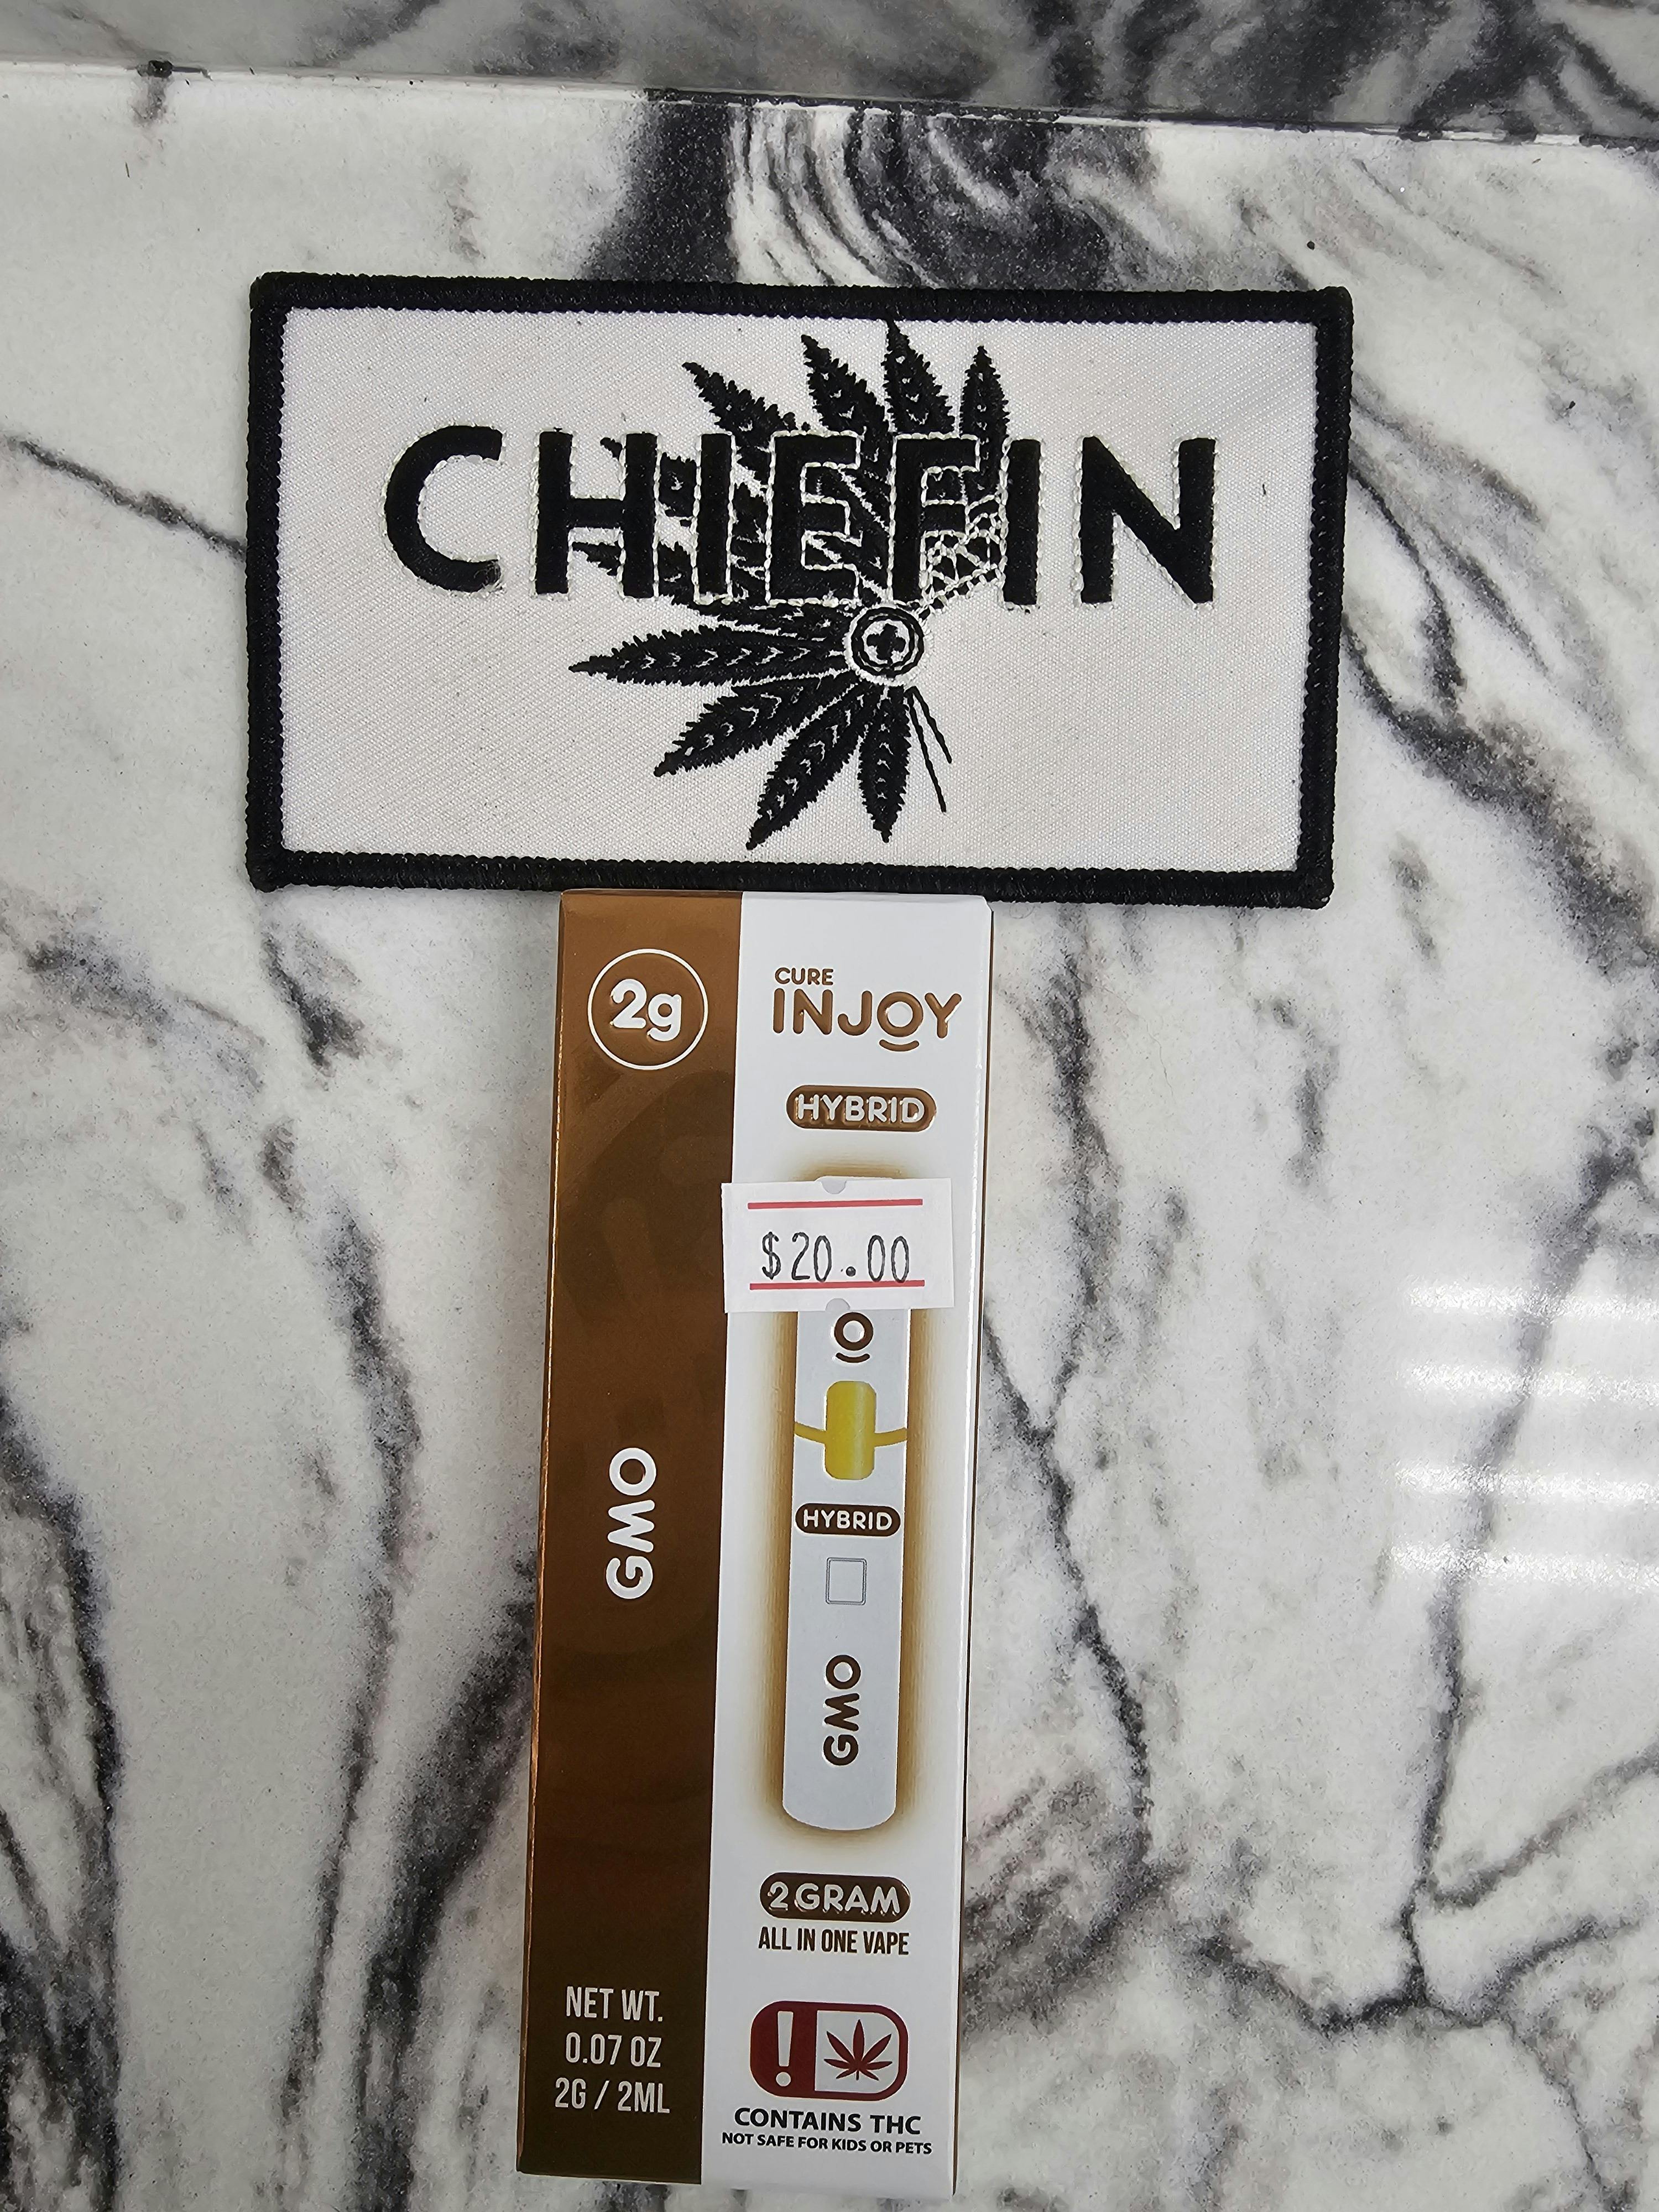 CHIEFIN
2g
CURE
INJOY
HYBRID
$20.00
HYBRID
GMO
GMO
2 GRAM
ALL IN ONE VAPE
NET WT.
0.07 OZ
2G / 2ML
CONTAINS THC
NOT SAFE FOR KIDS OR PETS